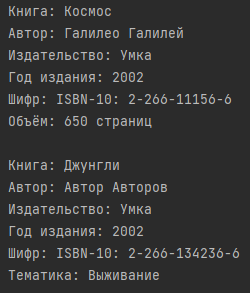 Книга: Космос
Автор: Галилео Галилей
Издательство: Умка
Год издания: 2002
Шифр: ISBN-10: 2-266-11156-6
Объём: 650 страниц
Книга: Джунгли
Автор: Автор Авторов
Издательство: Умка
Год издания: 2002
Шифр: ISBN-10: 2-266-134236-6
Тематика: Выживание